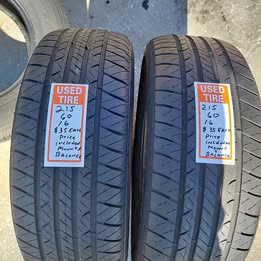 USED
TIRE
215
60
16
$35 Each
Price
included
Mount &
Balance
USED
TIRE
215
60
16
$35 Each
Price
included
Mount &
Balance